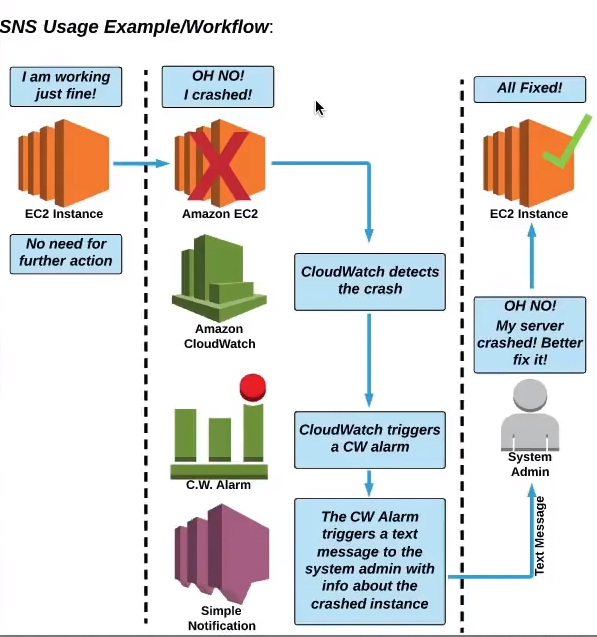 SNS Usage Example/Workflow:
I am working
just fine!
EC2 Instance
No need for
further action
OH NO!
I crashed!
Amazon EC2
Amazon
CloudWatch
C.W. Alarm
Simple
Notification
CloudWatch detects
the crash
CloudWatch triggers
a CW alarm
The CW Alarm
triggers a text
message to the
system admin with
info about the
crashed instance
Text Message
System
Admin
OH NO!
My server
crashed! Better
fix it!
EC2 Instance
All Fixed!